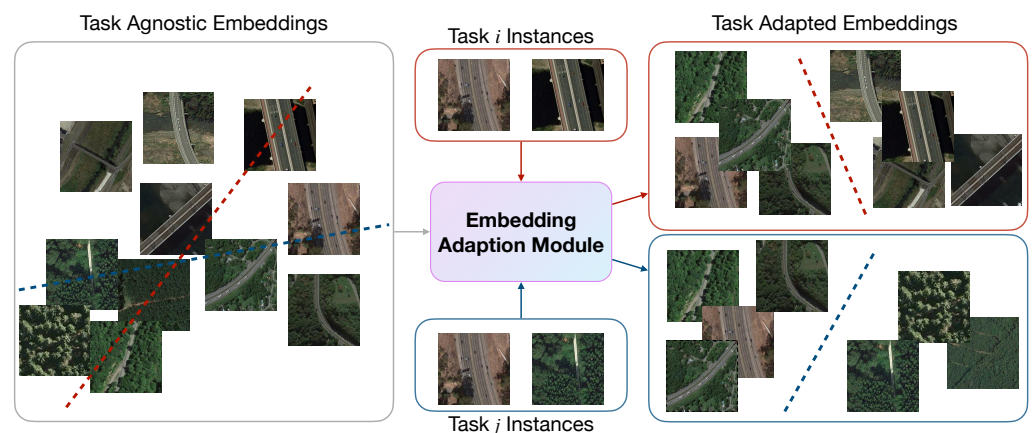 Task Agnostic Embeddings
Task i Instances
Task Adapted Embeddings
Embedding
Adaption Module
Task j Instances